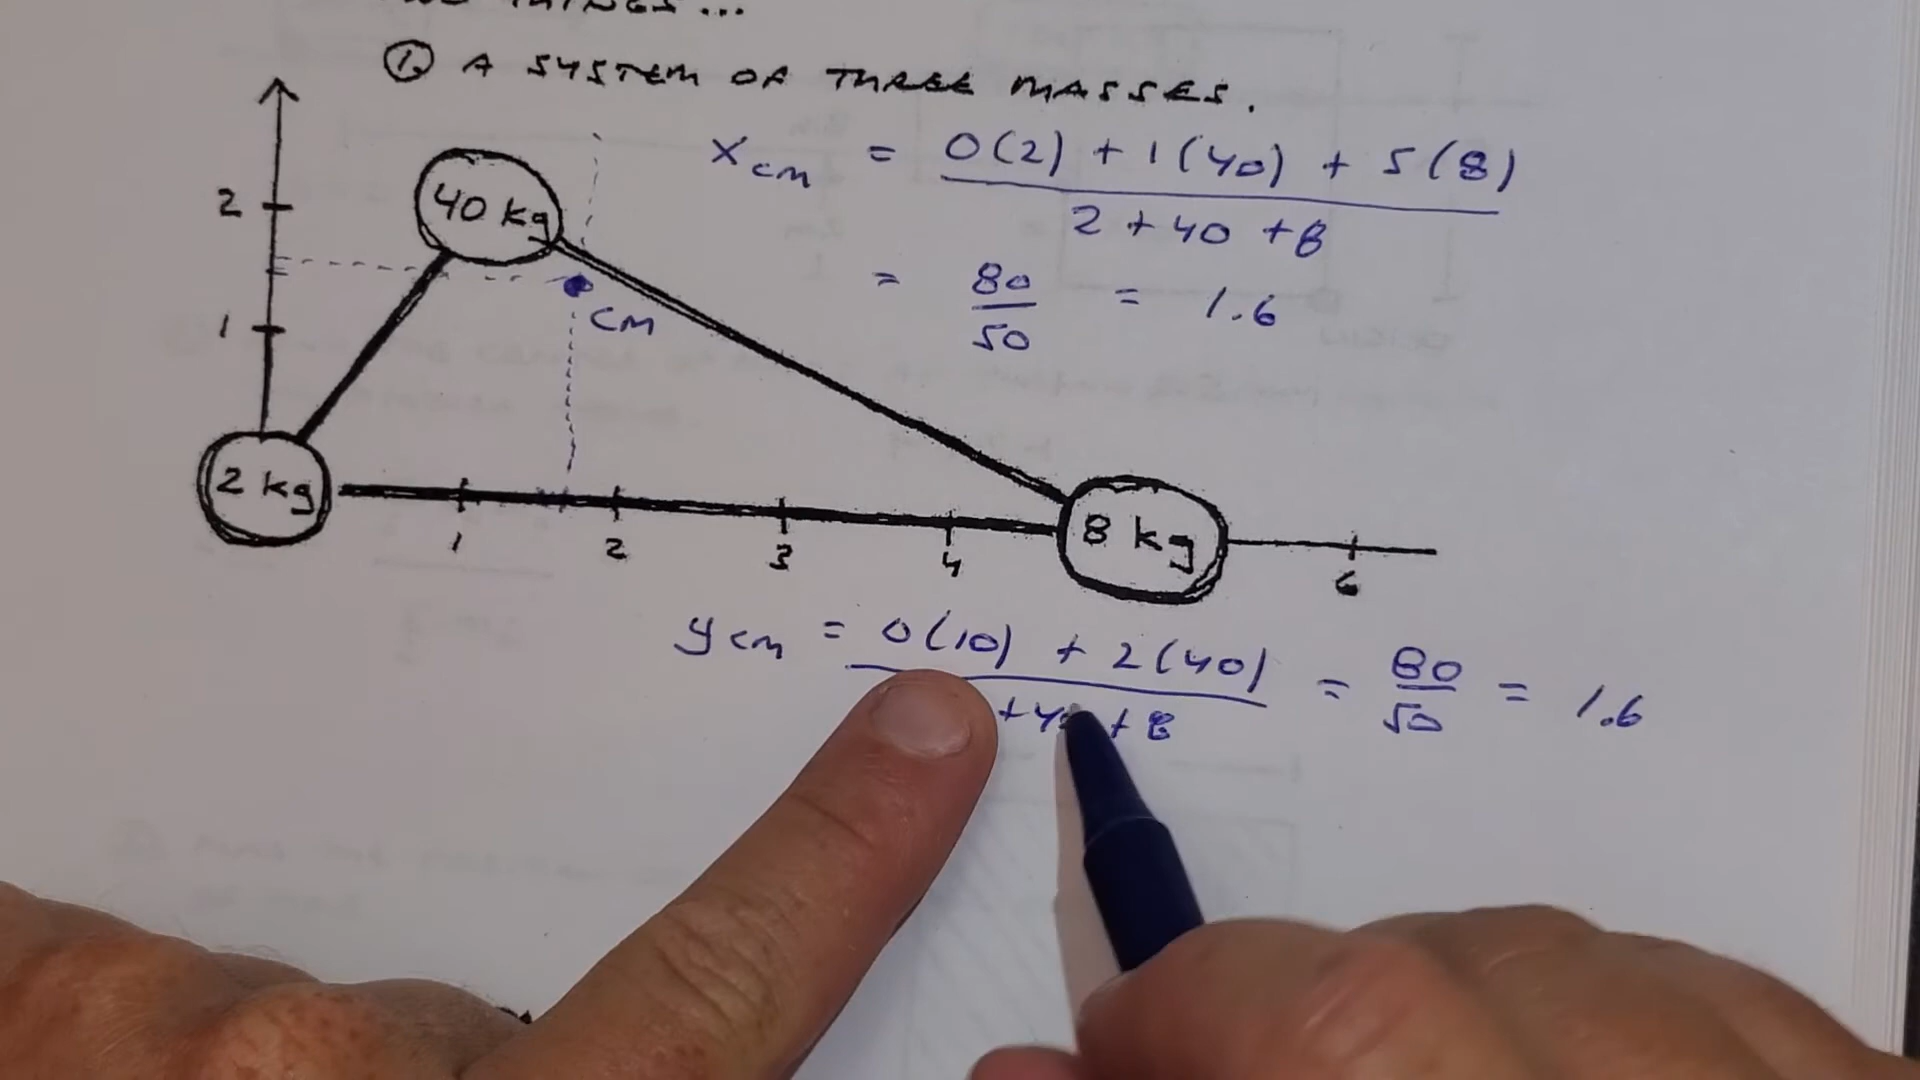 THINGS...
① A SYSTEM OF THREE MASSES.
Xcm = 0(2) + 1(40) + 5(8)
2 + 40 + 8
= 80
50
= 1.6
2
40 kg
1
cm
2 kg
8 kg
1 2 3 4 6
ycm = 0(10) + 2(40) = 80 = 1.6
+ 8 50